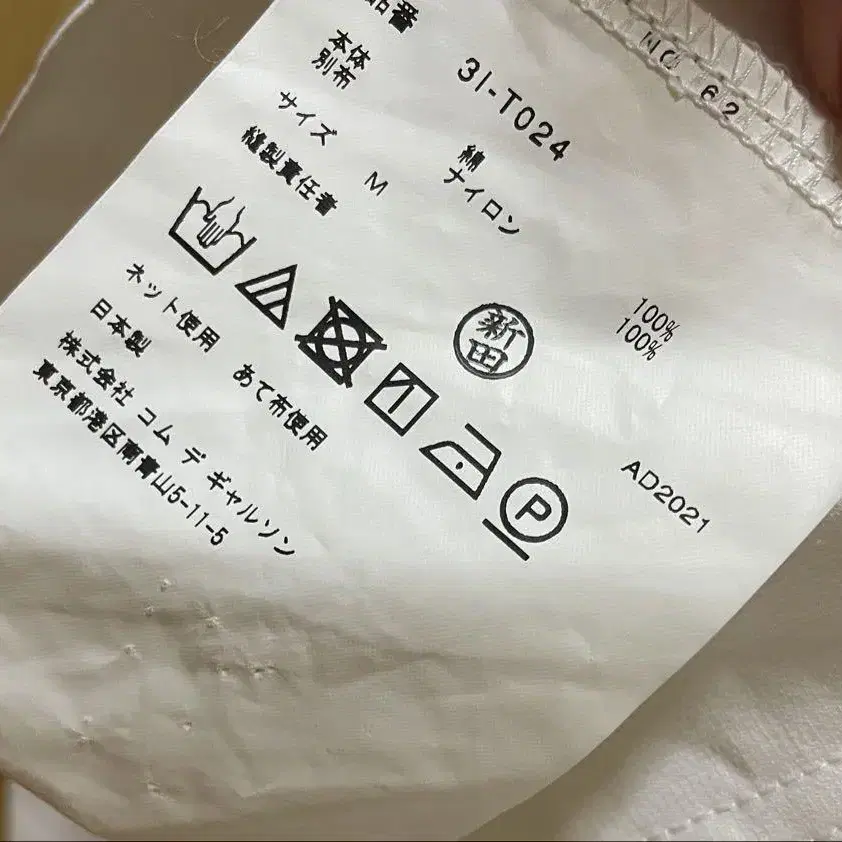 品番 3I-T024
本体 綿 100%
別布 ナイロン 100%
サイズ M
縫製責任者 新田
P
ネット使用 あて布使用
日本製
株式会社 コム デ ギャルソン
東京都港区南青山5-11-5
AD2021
NO 62